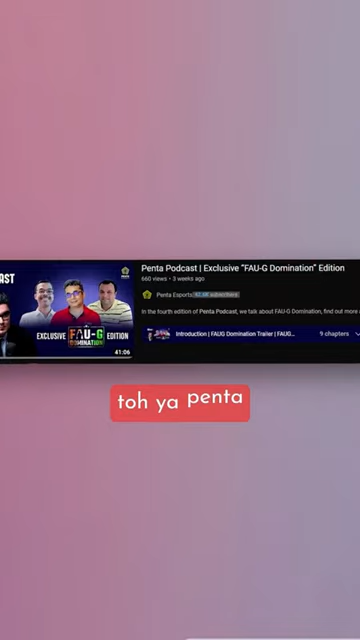 AST
PENTA
EXCLUSIVE FAU-G DOMINATION EDITION
41:06
Penta Podcast | Exclusive "FAU-G Domination" Edition
660 views • 3 weeks ago
Penta Esports subscribers
In the fourth edition of Penta Podcast, we talk about FAU-G Domination, find out more a
Introduction | FAUG Domination Trailer | FAUG... 9 chapters
toh ya penta